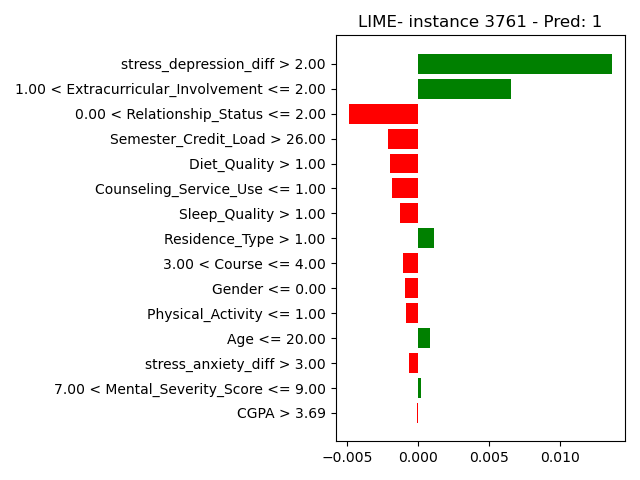 LIME- instance 3761 - Pred: 1
stress_depression_diff > 2.00
1.00 < Extracurricular_Involvement <= 2.00
0.00 < Relationship_Status <= 2.00
Semester_Credit_Load > 26.00
Diet_Quality > 1.00
Counseling_Service_Use <= 1.00
Sleep_Quality > 1.00
Residence_Type > 1.00
3.00 < Course <= 4.00
Gender <= 0.00
Physical_Activity <= 1.00
Age <= 20.00
stress_anxiety_diff > 3.00
7.00 < Mental_Severity_Score <= 9.00
CGPA > 3.69
−0.005 0.000 0.005 0.010